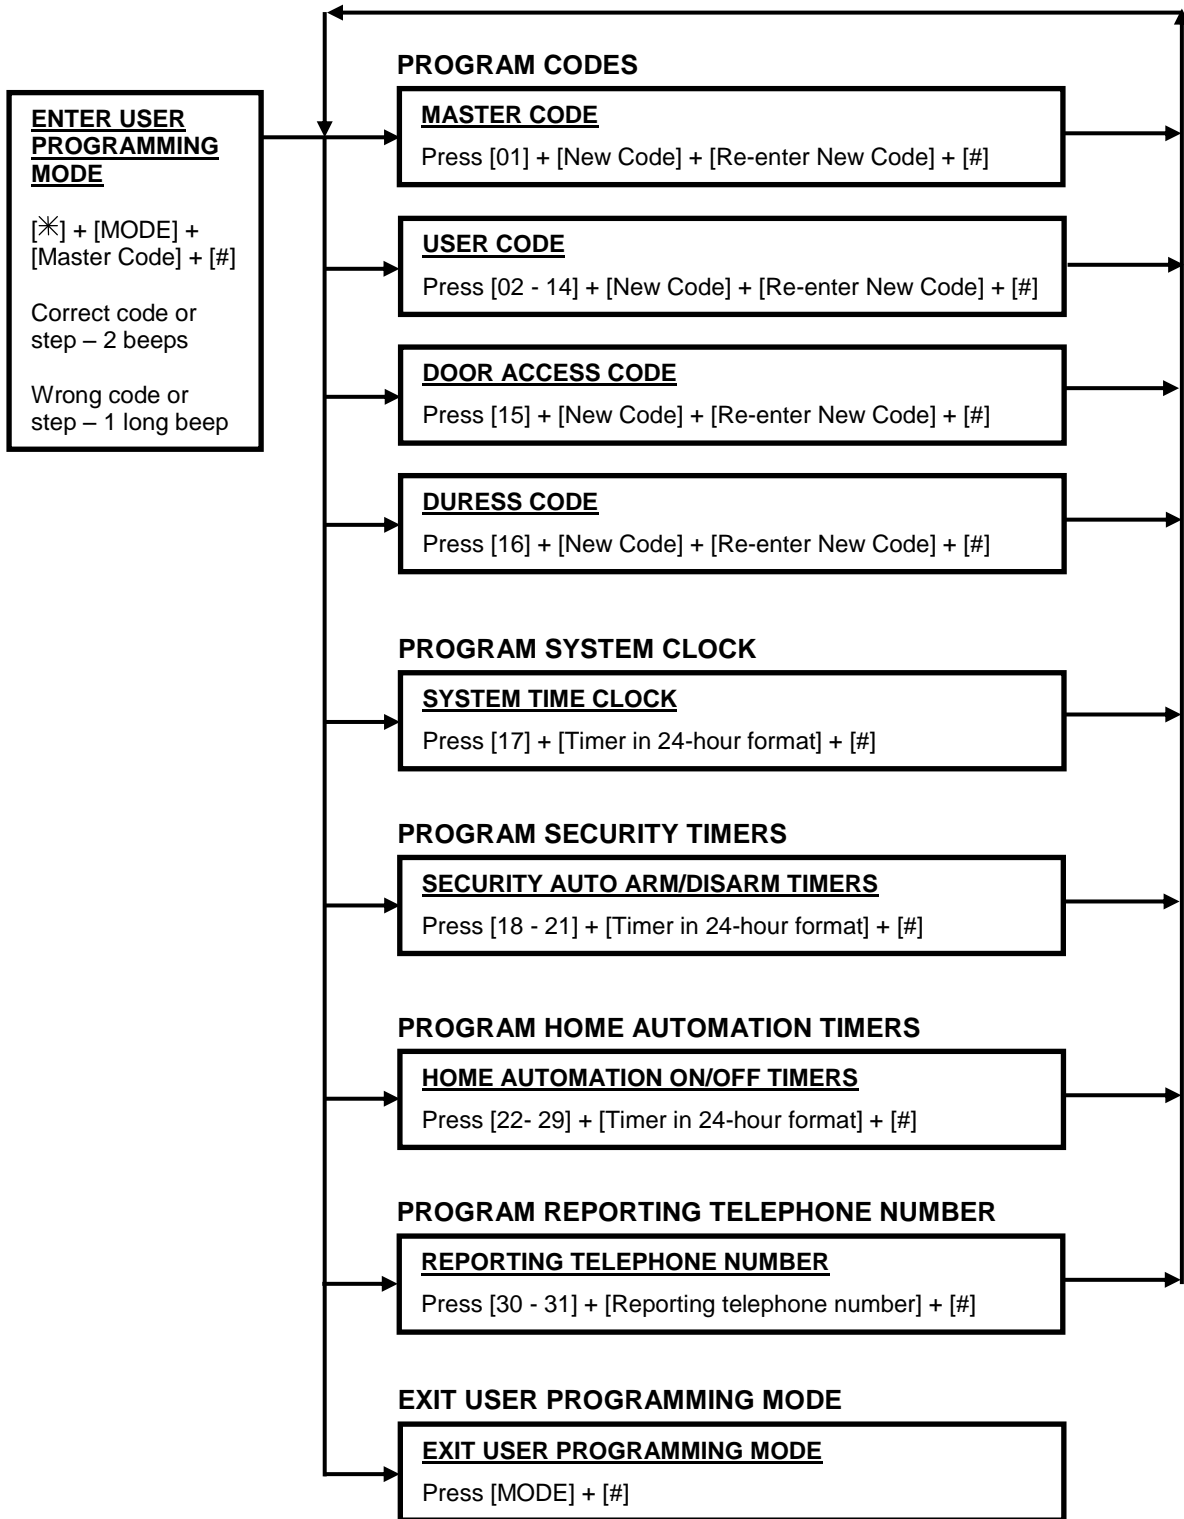 ENTER USER
PROGRAMMING
MODE
[✳] + [MODE] +
[Master Code] + [#]
Correct code or
step – 2 beeps
Wrong code or
step – 1 long beep
PROGRAM CODES
MASTER CODE
Press [01] + [New Code] + [Re-enter New Code] + [#]
USER CODE
Press [02 - 14] + [New Code] + [Re-enter New Code] + [#]
DOOR ACCESS CODE
Press [15] + [New Code] + [Re-enter New Code] + [#]
DURESS CODE
Press [16] + [New Code] + [Re-enter New Code] + [#]
PROGRAM SYSTEM CLOCK
SYSTEM TIME CLOCK
Press [17] + [Timer in 24-hour format] + [#]
PROGRAM SECURITY TIMERS
SECURITY AUTO ARM/DISARM TIMERS
Press [18 - 21] + [Timer in 24-hour format] + [#]
PROGRAM HOME AUTOMATION TIMERS
HOME AUTOMATION ON/OFF TIMERS
Press [22- 29] + [Timer in 24-hour format] + [#]
PROGRAM REPORTING TELEPHONE NUMBER
REPORTING TELEPHONE NUMBER
Press [30 - 31] + [Reporting telephone number] + [#]
EXIT USER PROGRAMMING MODE
EXIT USER PROGRAMMING MODE
Press [MODE] + [#]